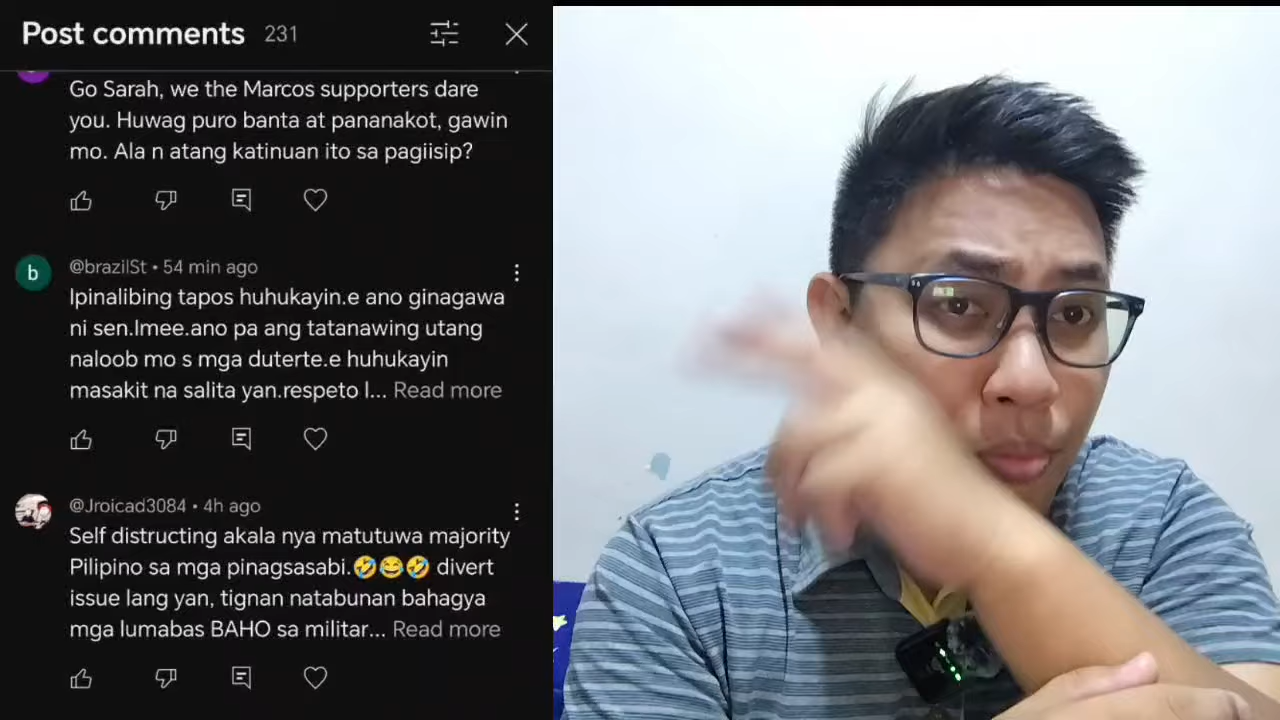 Post comments 231
Go Sarah, we the Marcos supporters dare
you. Huwag puro banta at pananakot, gawin
mo. Ala n atang katinuan ito sa pagiisip?
b
@brazilSt • 54 min ago
Ipinalibing tapos huhukayin.e ano ginagawa
ni sen.Imee.ano pa ang tatanawing utang
naloob mo s mga duterte.e huhukayin
masakit na salita yan.respeto l... Read more
@Jroicad3084 • 4h ago
Self distructing akala nya matutuwa majority
Pilipino sa mga pinagsasabi.🤣😂🤣 divert
issue lang yan, tignan natabunan bahagya
mga lumabas BAHO sa militar... Read more